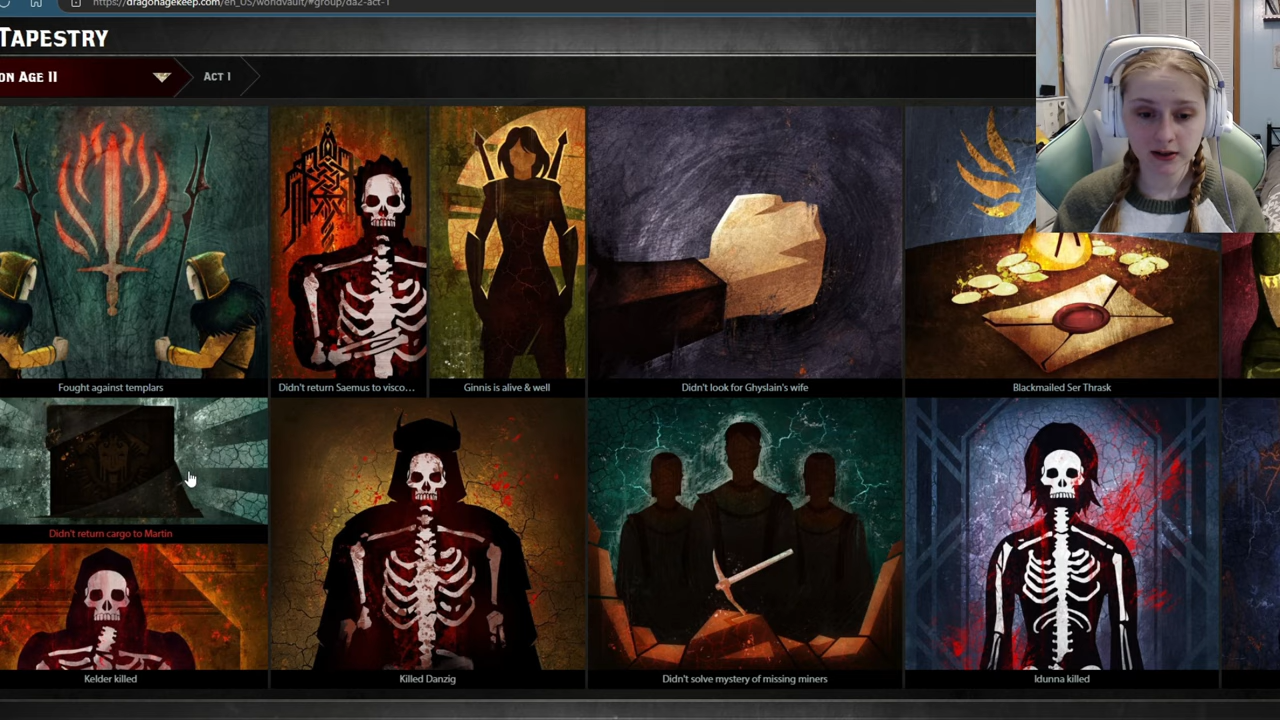 https://dragonagekeep.com/en_US/worldvault/#group/da2-act-1
TAPESTRY
ON AGE II
ACT I
Fought against templars
Didn't return Saemus to visco...
Ginnis is alive & well
Didn't look for Ghyslain's wife
Blackmailed Ser Thrask
Didn't return cargo to Martin
Kelder killed
Killed Danzig
Didn't solve mystery of missing miners
Idunna killed